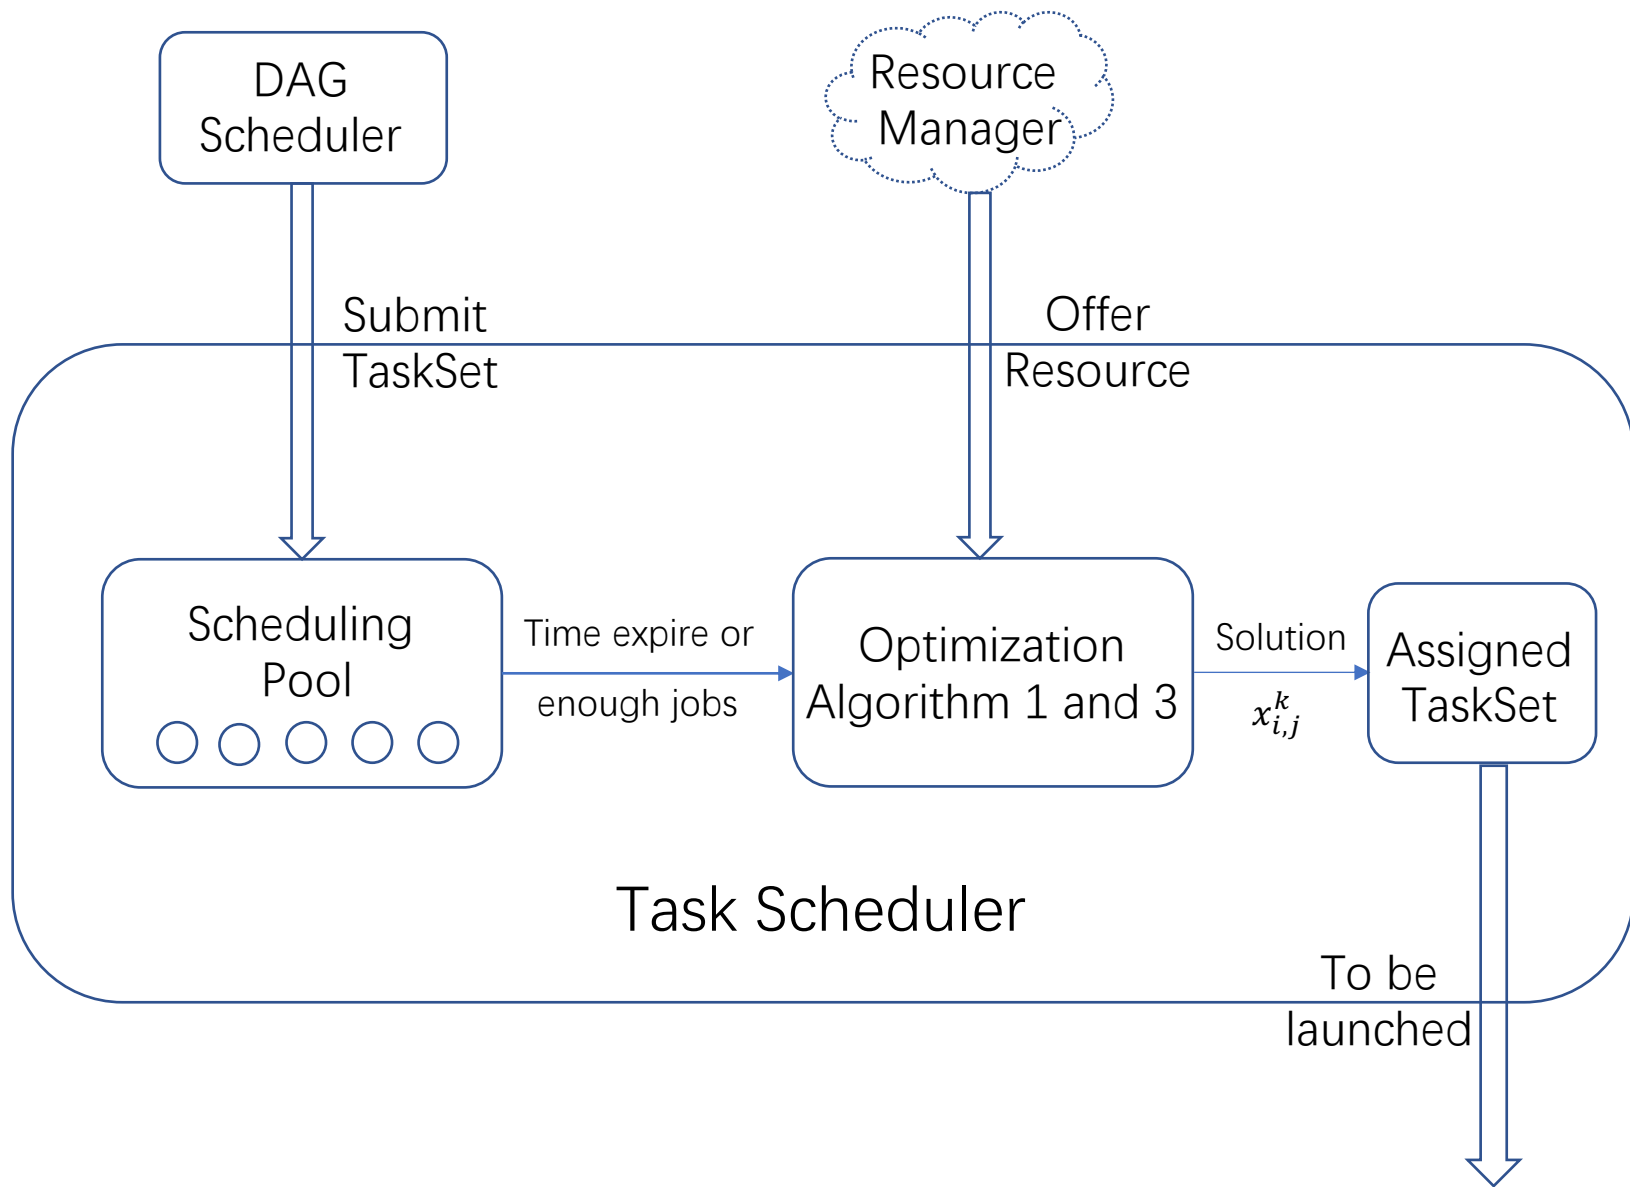 DAG
Scheduler
Resource
Manager
Submit
TaskSet
Offer
Resource
Scheduling
Pool
Time expire or
enough jobs
Optimization
Algorithm 1 and 3
Solution
$x_{i,j}^{k}$
Assigned
TaskSet
Task Scheduler
To be
launched